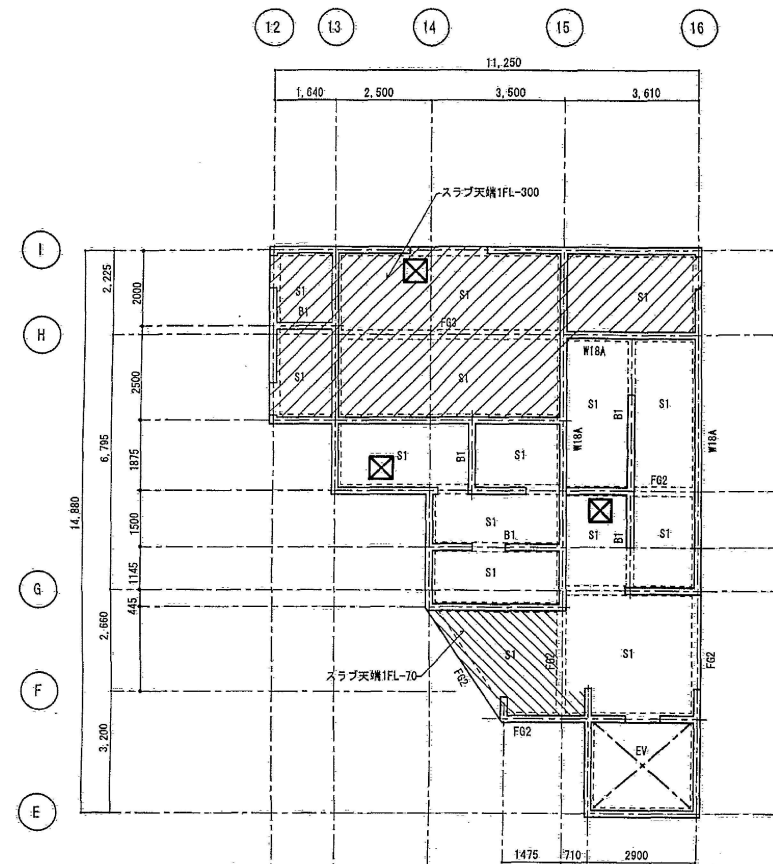 12 13 14 15 16
11,250
1,640 2,500 3,500 3,610
スラブ天端1FL-300
I
2,225
2000
S1 S1 S1
B1
H
FG3
W18A
2500
S1 S1
S1 B1
W18A
W18A
6,795
1875
S1 B1 S1
FG2
14,880
1500
S1
B1
S1 B1 S1
1145
S1
G
445
2,660
S1 FG2 S1 FG2
スラブ天端1FL-70
FG2
F
FG2
3,200
EV
E
1475 710 2900